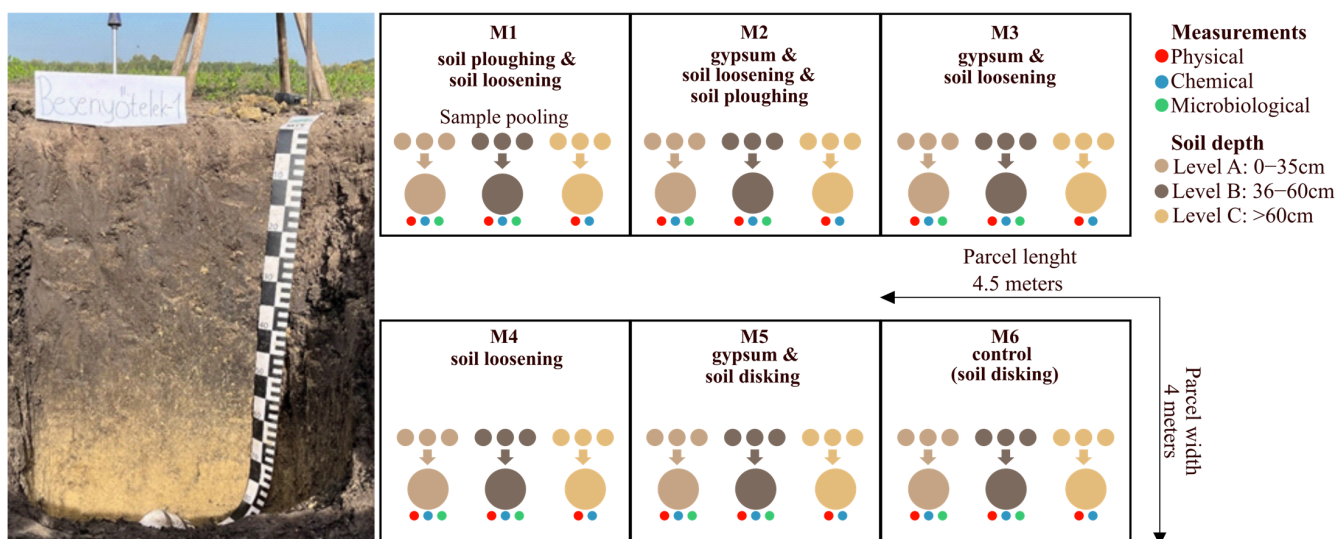 Besenyőtelek-1
M1
soil ploughing &
soil loosening
Sample pooling
M2
gypsum &
soil loosening &
soil ploughing
M3
gypsum &
soil loosening
Measurements
Physical
Chemical
Microbiological
Soil depth
Level A: 0−35cm
Level B: 36−60cm
Level C: >60cm
Parcel lenght
4.5 meters
M4
soil loosening
M5
gypsum &
soil disking
M6
control
(soil disking)
Parcel width
4 meters